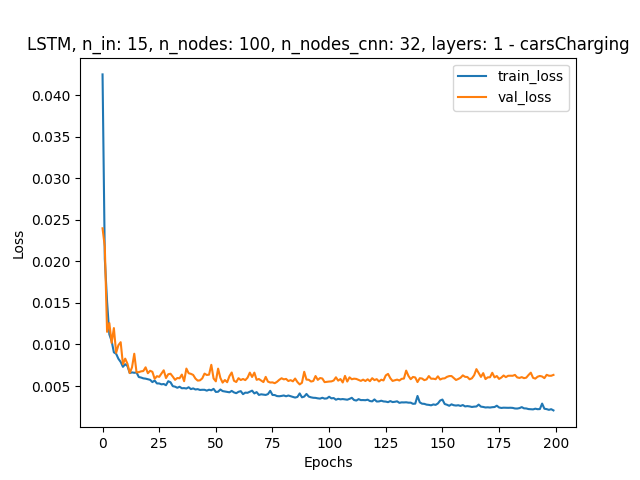 LSTM, n_in: 15, n_nodes: 100, n_nodes_cnn: 32, layers: 1 - carsCharging
train_loss
val_loss
0.040
0.035
0.030
0.025
0.020
0.015
0.010
0.005
Loss
0 25 50 75 100 125 150 175 200
Epochs